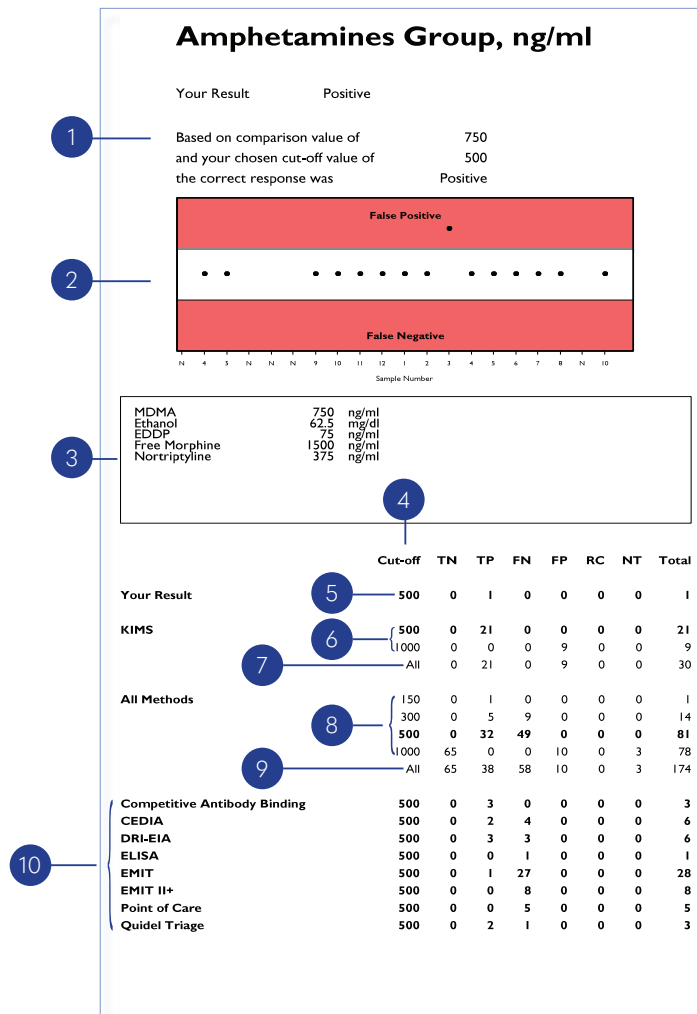 Amphetamines Group, ng/ml
Your Result Positive
1
Based on comparison value of 750
and your chosen cut-off value of 500
the correct response was Positive
False Positive
2
False Negative
N 4 5 N N N 9 10 11 12 1 2 3 4 5 6 7 8 N 10
Sample Number
3
MDMA 750 ng/ml
Ethanol 62.5 mg/dl
EDDP 75 ng/ml
Free Morphine 1500 ng/ml
Nortriptyline 375 ng/ml
4
Cut-off TN TP FN FP RC NT Total
Your Result 5 500 0 1 0 0 0 0 1
KIMS 6 500 0 21 0 0 0 0 21
1000 0 0 0 9 0 0 9
7 All 0 21 0 9 0 0 30
All Methods 150 0 1 0 0 0 0 1
300 0 5 9 0 0 0 14
8 500 0 32 49 0 0 0 81
1000 65 0 0 10 0 3 78
9 All 65 38 58 10 0 3 174
Competitive Antibody Binding 500 0 3 0 0 0 0 3
CEDIA 500 0 2 4 0 0 0 6
DRI-EIA 500 0 3 3 0 0 0 6
ELISA 500 0 0 1 0 0 0 1
10 EMIT 500 0 1 27 0 0 0 28
EMIT II+ 500 0 0 8 0 0 0 8
Point of Care 500 0 0 5 0 0 0 5
Quidel Triage 500 0 2 1 0 0 0 3